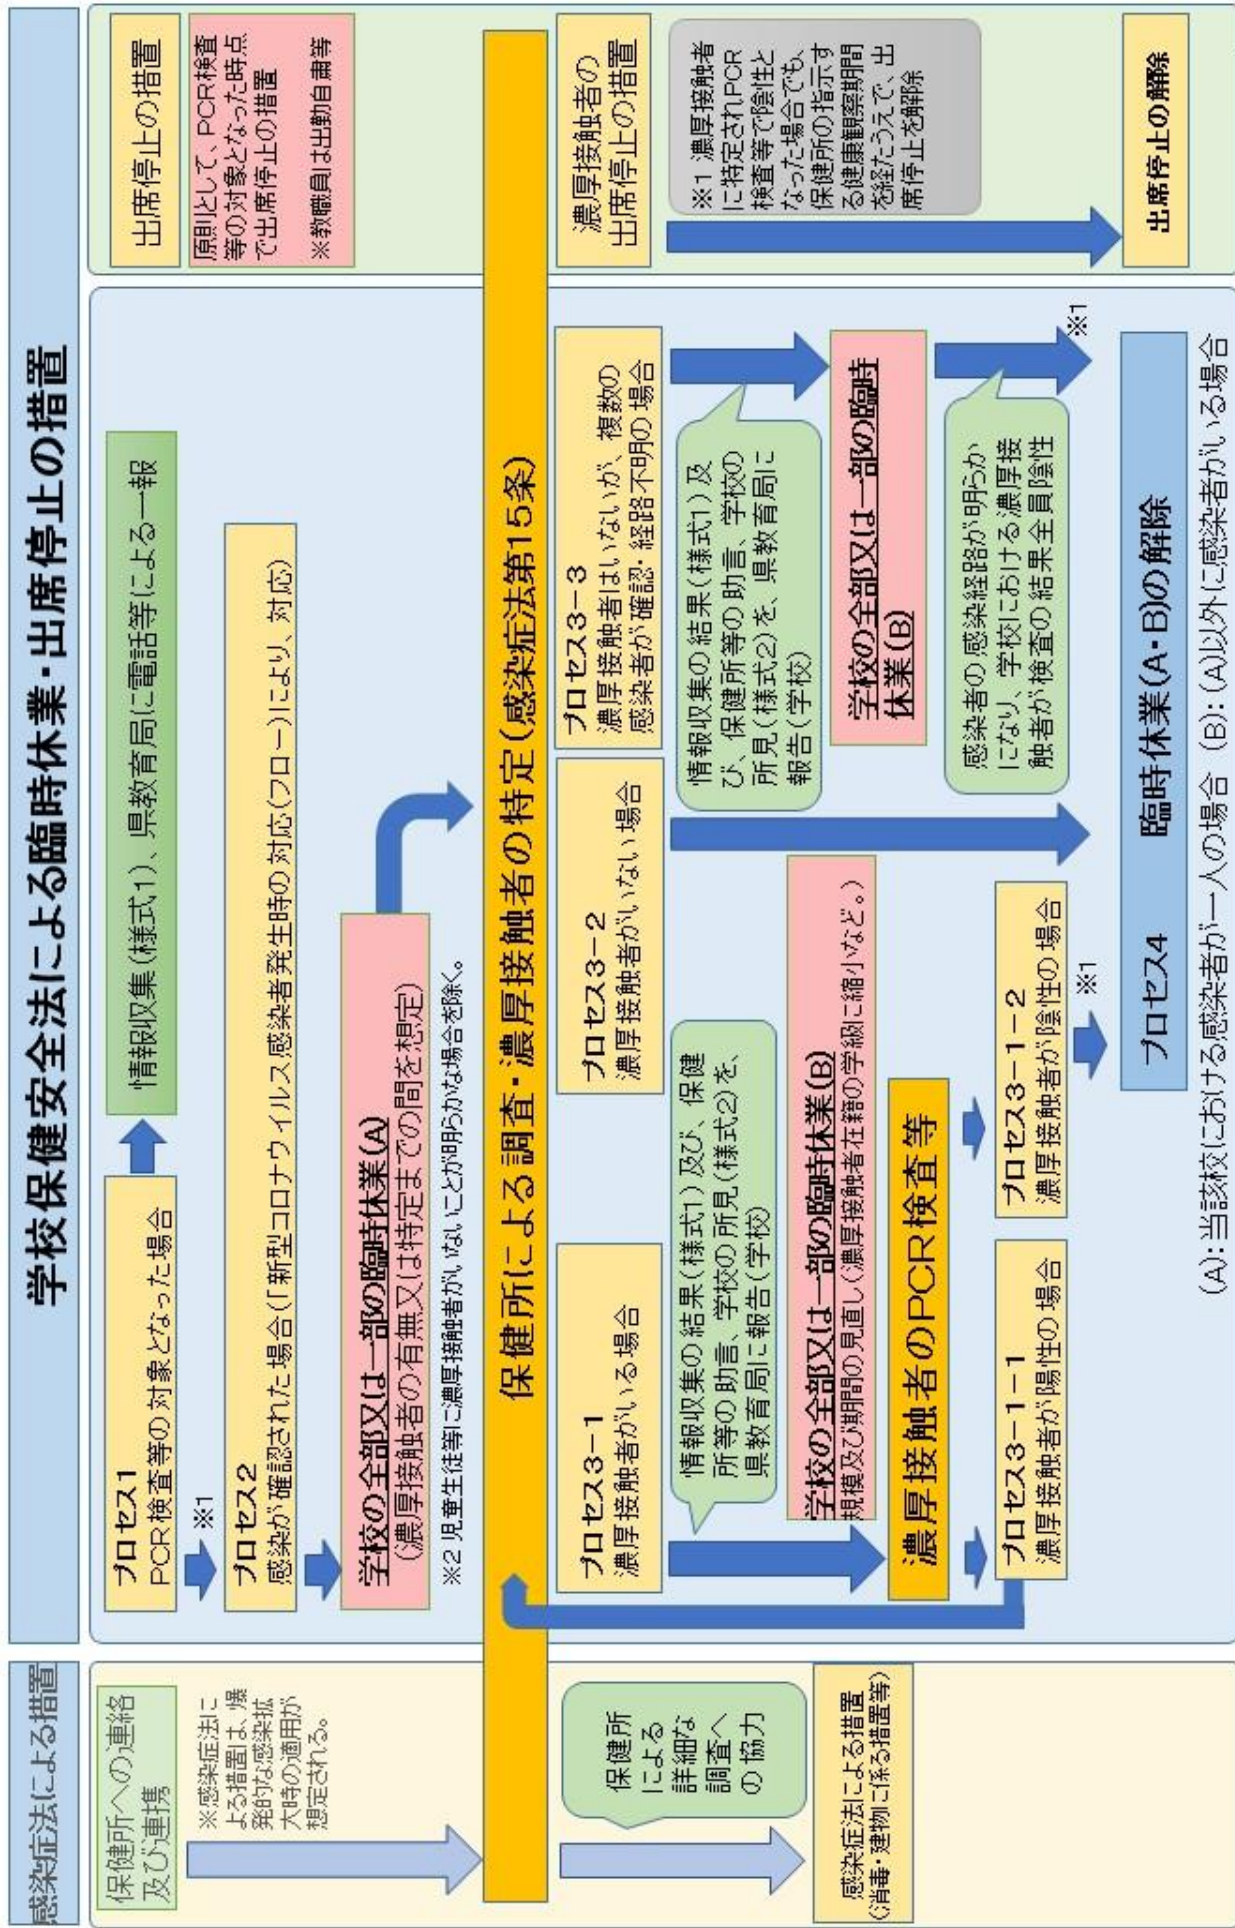 感染症法による措置
学校保健安全法による臨時休業・出席停止の措置
保健所への連絡
及び連携
※感染症法に
よる措置は、爆
発的な感染拡
大時の適用が
想定される。
プロセス1
PCR検査等の対象となった場合
情報収集(様式1)、県教育局に電話等による一報
※1
プロセス2
感染が確認された場合(「新型コロナウイルス感染者発生時の対応(フロー)により、対応)
学校の全部又は一部の臨時休業(A)
(濃厚接触者の有無又は特定までの間を想定)
※2 児童生徒等に濃厚接触者がいないことが明らかな場合を除く。
出席停止の措置
原則として、PCR検査
等の対象となった時点
で出席停止の措置
※教職員は出勤自粛等
保健所による調査・濃厚接触者の特定(感染症法第15条)
保健所
による
詳細な
調査へ
の協力
感染症法による措置
(消毒・建物に係る措置等)
プロセス3-1
濃厚接触者がいる場合
情報収集の結果(様式1)及び、保健
所等の助言、学校の所見(様式2)を、
県教育局に報告(学校)
学校の全部又は一部の臨時休業(B)
規模及び期間の見直し(濃厚接触者在籍の学級に縮小など。)
濃厚接触者のPCR検査等
プロセス3-1-1
濃厚接触者が陽性の場合
プロセス3-1-2
濃厚接触者が陰性の場合
※1
プロセス3-2
濃厚接触者がいない場合
プロセス3-3
濃厚接触者はいないが、複数の
感染者が確認・経路不明の場合
情報収集の結果(様式1)及
び、保健所等の助言、学校の
所見(様式2)を、県教育局に
報告(学校)
学校の全部又は一部の臨時
休業(B)
感染者の感染経路が明らか
になり、学校における濃厚接
触者が検査の結果全員陰性
※1
プロセス4 臨時休業(A・B)の解除
濃厚接触者の
出席停止の措置
※1 濃厚接触者
に特定されPCR
検査等で陰性と
なった場合でも、
保健所の指示す
る健康観察期間
を経たうえで、出
席停止を解除
出席停止の解除
(A):当該校における感染者が一人の場合 (B):(A)以外に感染者がいる場合